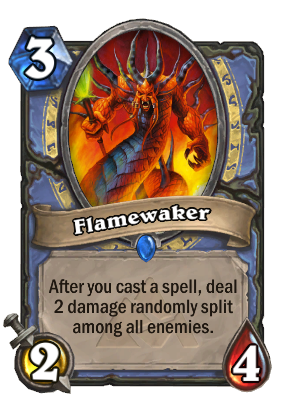 3
Flamewaker
After you cast a spell, deal
2 damage randomly split
among all enemies.
2
4